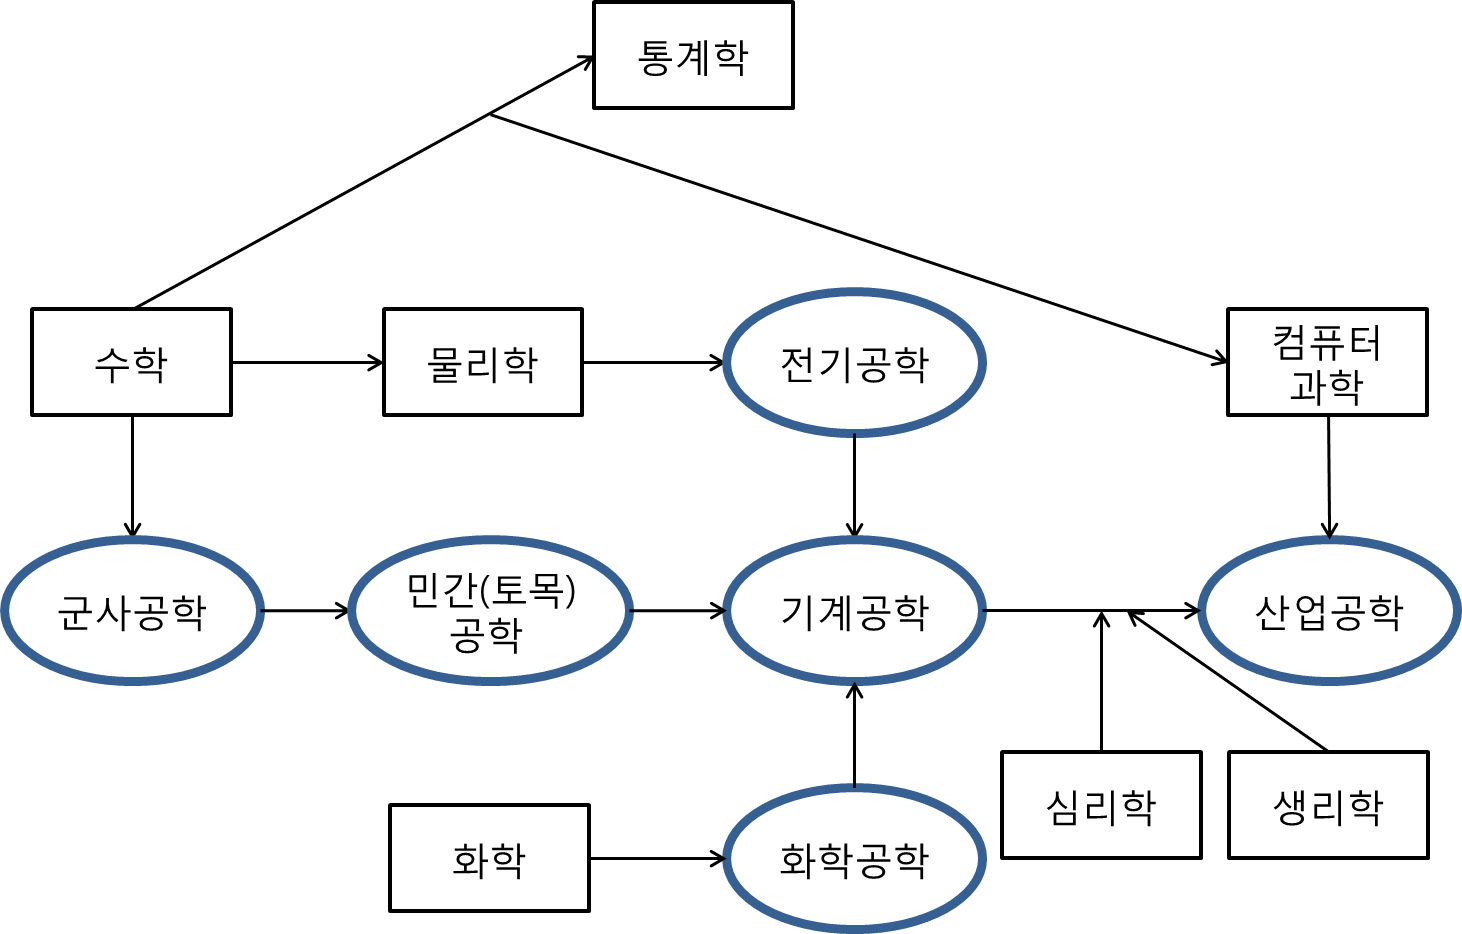 통계학
수학
물리학
전기공학
컴퓨터
과학
군사공학
민간(토목)
공학
기계공학
산업공학
심리학
생리학
화학
화학공학